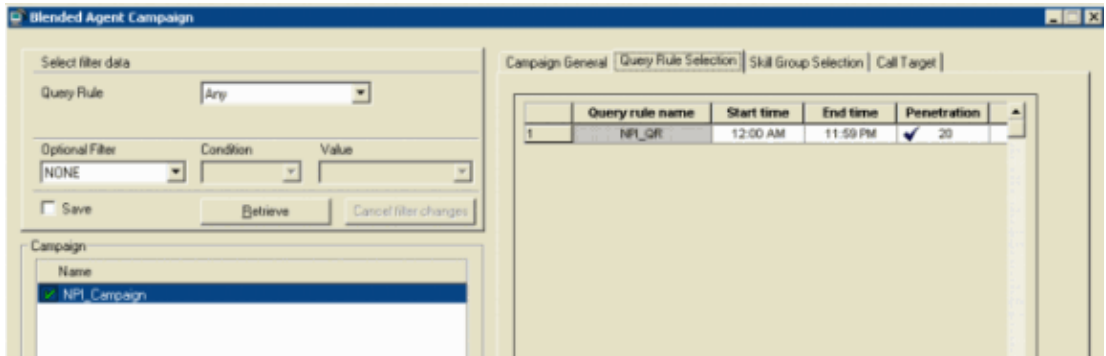 Blended Agent Campaign
Select filter data
Query Rule
Any
Optional Filter
Condition
Value
NONE
Save
Retrieve
Cancel filter changes
Campaign
Name
NPI_Campaign
Campaign General
Query Rule Selection
Skill Group Selection
Call Target
Query rule name Start time End time Penetration
1 NPI_QR 12:00 AM 11:59 PM 20